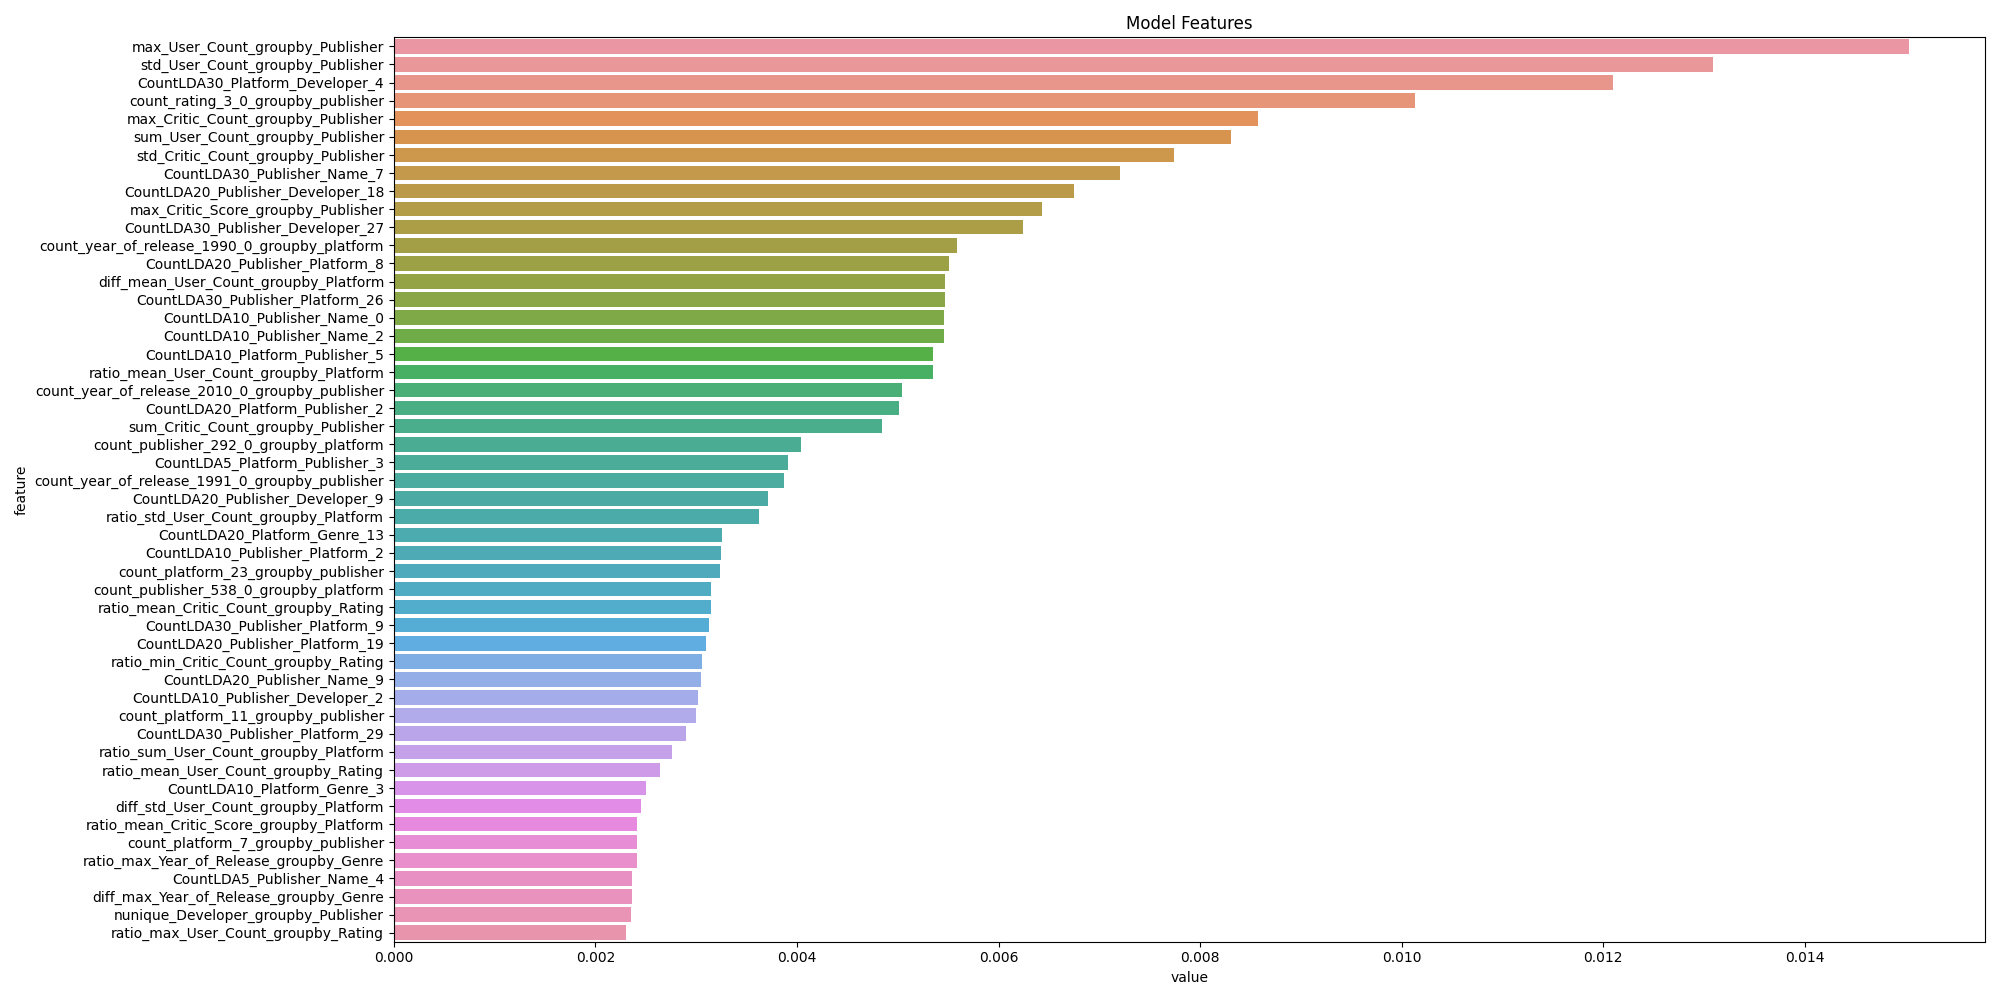 Model Features
max_User_Count_groupby_Publisher
std_User_Count_groupby_Publisher
CountLDA30_Platform_Developer_4
count_rating_3_0_groupby_publisher
max_Critic_Count_groupby_Publisher
sum_User_Count_groupby_Publisher
std_Critic_Count_groupby_Publisher
CountLDA30_Publisher_Name_7
CountLDA20_Publisher_Developer_18
max_Critic_Score_groupby_Publisher
CountLDA30_Publisher_Developer_27
count_year_of_release_1990_0_groupby_platform
CountLDA20_Publisher_Platform_8
diff_mean_User_Count_groupby_Platform
CountLDA30_Publisher_Platform_26
CountLDA10_Publisher_Name_0
CountLDA10_Publisher_Name_2
CountLDA10_Platform_Publisher_5
ratio_mean_User_Count_groupby_Platform
count_year_of_release_2010_0_groupby_publisher
CountLDA20_Platform_Publisher_2
sum_Critic_Count_groupby_Publisher
count_publisher_292_0_groupby_platform
CountLDA5_Platform_Publisher_3
count_year_of_release_1991_0_groupby_publisher
CountLDA20_Publisher_Developer_9
ratio_std_User_Count_groupby_Platform
CountLDA20_Platform_Genre_13
CountLDA10_Publisher_Platform_2
count_platform_23_groupby_publisher
count_publisher_538_0_groupby_platform
ratio_mean_Critic_Count_groupby_Rating
CountLDA30_Publisher_Platform_9
CountLDA20_Publisher_Platform_19
ratio_min_Critic_Count_groupby_Rating
CountLDA20_Publisher_Name_9
CountLDA10_Publisher_Developer_2
count_platform_11_groupby_publisher
CountLDA30_Publisher_Platform_29
ratio_sum_User_Count_groupby_Platform
ratio_mean_User_Count_groupby_Rating
CountLDA10_Platform_Genre_3
diff_std_User_Count_groupby_Platform
ratio_mean_Critic_Score_groupby_Platform
count_platform_7_groupby_publisher
ratio_max_Year_of_Release_groupby_Genre
CountLDA5_Publisher_Name_4
diff_max_Year_of_Release_groupby_Genre
nunique_Developer_groupby_Publisher
ratio_max_User_Count_groupby_Rating
feature
0.000 0.002 0.004 0.006 0.008 0.010 0.012 0.014
value